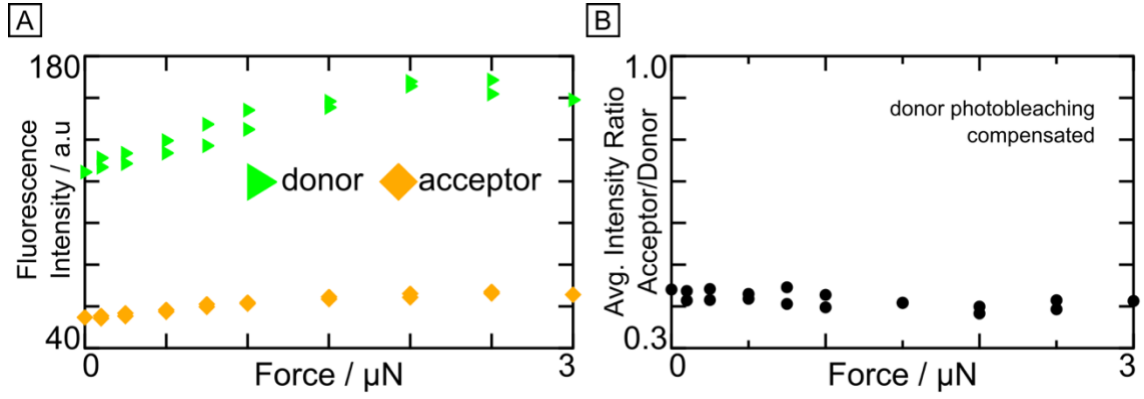 A
Fluorescence
Intensity / a.u
180
40
donor
acceptor
0
3
Force / µN
B
Avg. Intensity Ratio
Acceptor/Donor
1.0
0.3
donor photobleaching
compensated
0
3
Force / µN